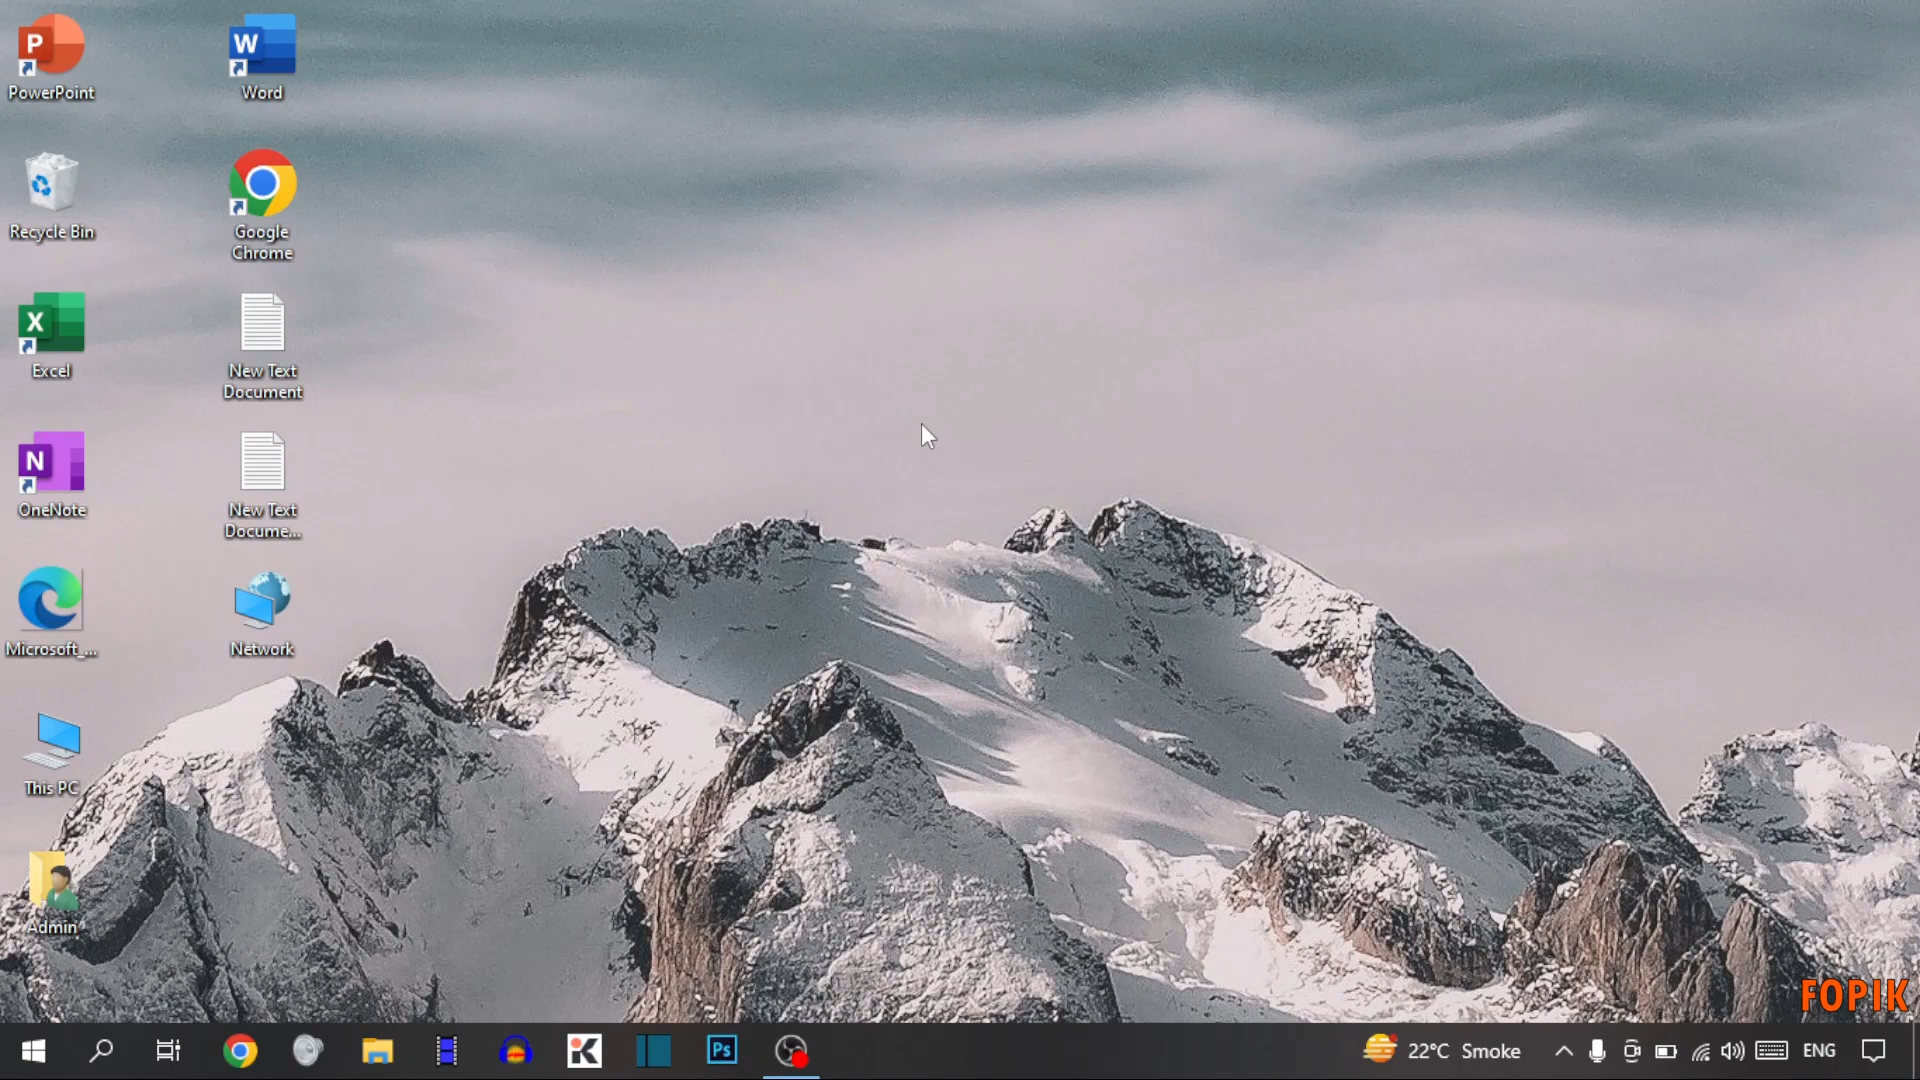 PowerPoint
Word
Recycle Bin
Google
Chrome
Excel
New Text
Document
OneNote
New Text
Docume...
Microsoft_...
Network
This PC
Admin
FOPIK
22°C Smoke
ENG